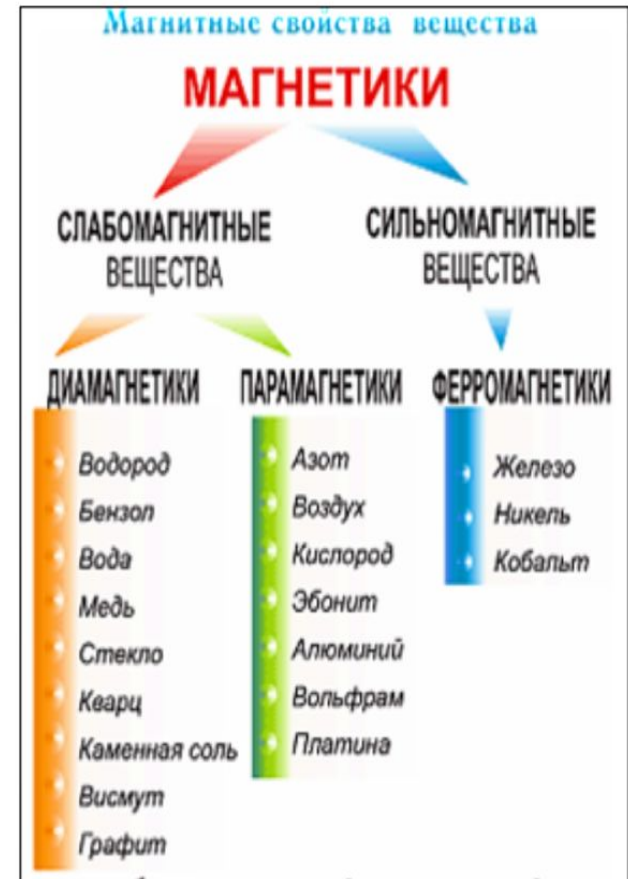 Магнитные свойства вещества
МАГНЕТИКИ
СЛАБОМАГНИТНЫЕ
ВЕЩЕСТВА
СИЛЬНОМАГНИТНЫЕ
ВЕЩЕСТВА
ДИАМАГНЕТИКИ
Водород
Бензол
Вода
Медь
Стекло
Кварц
Каменная соль
Висмут
Графит
ПАРАМАГНЕТИКИ
Азот
Воздух
Кислород
Эбонит
Алюминий
Вольфрам
Платина
ФЕРРОМАГНЕТИКИ
Железо
Никель
Кобальт